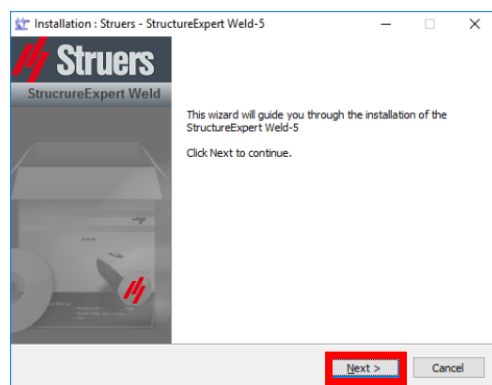 Installation : Struers - StructureExpert Weld-5
Struers
StrucrureExpert Weld
This wizard will guide you through the installation of the
StructureExpert Weld-5
Click Next to continue.
Next >
Cancel